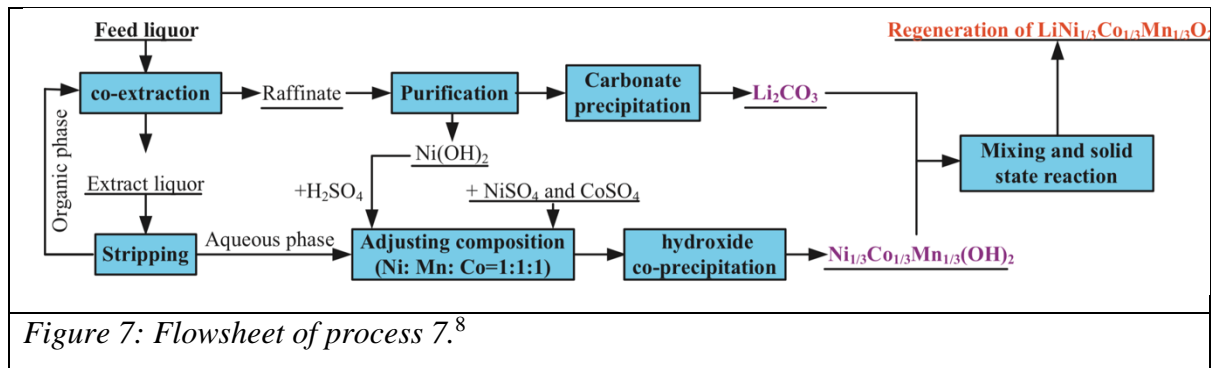 Feed liquor
Regeneration of LiNi1/3Co1/3Mn1/3O2
co-extraction
Raffinate
Purification
Carbonate
precipitation
Li2CO3
Organic phase
Ni(OH)2
Mixing and solid
state reaction
Extract liquor
+H2SO4
+ NiSO4 and CoSO4
Stripping
Aqueous phase
Adjusting composition
(Ni: Mn: Co=1:1:1)
hydroxide
co-precipitation
Ni1/3Co1/3Mn1/3(OH)2
Figure 7: Flowsheet of process 7.8